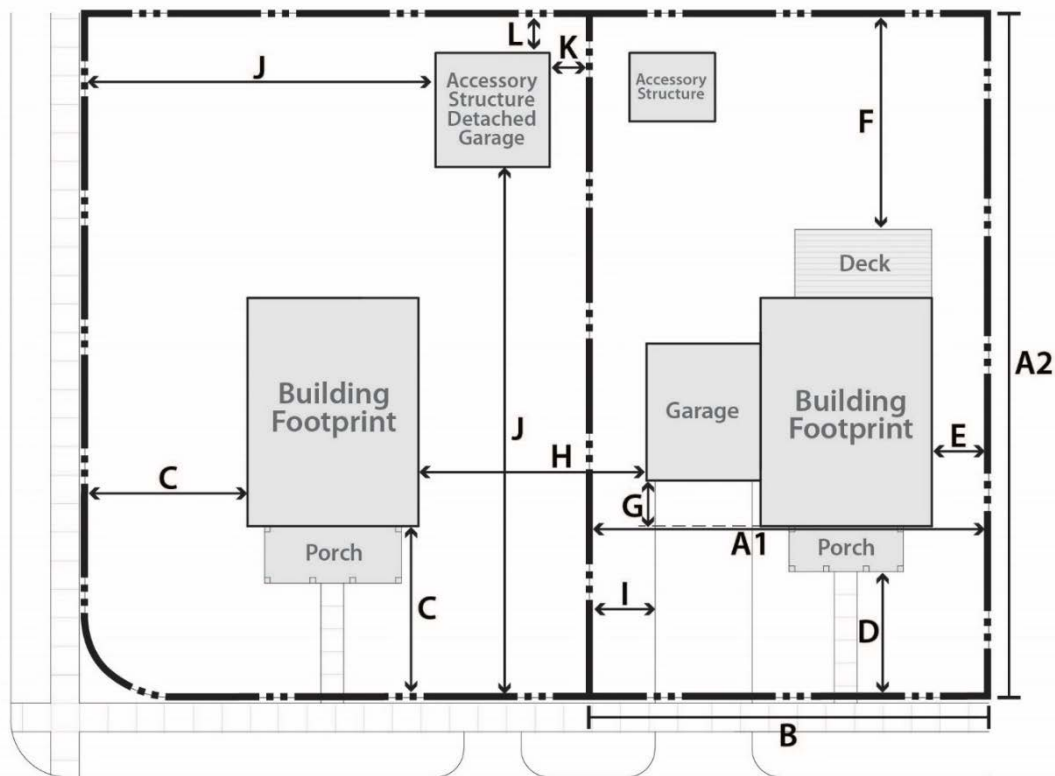 L
K
J
Accessory
Structure
Detached
Garage
Accessory
Structure
F
Deck
A2
Building
Footprint
Garage
Building
Footprint
J
H
E
C
G
A1
Porch
Porch
I
C
D
B